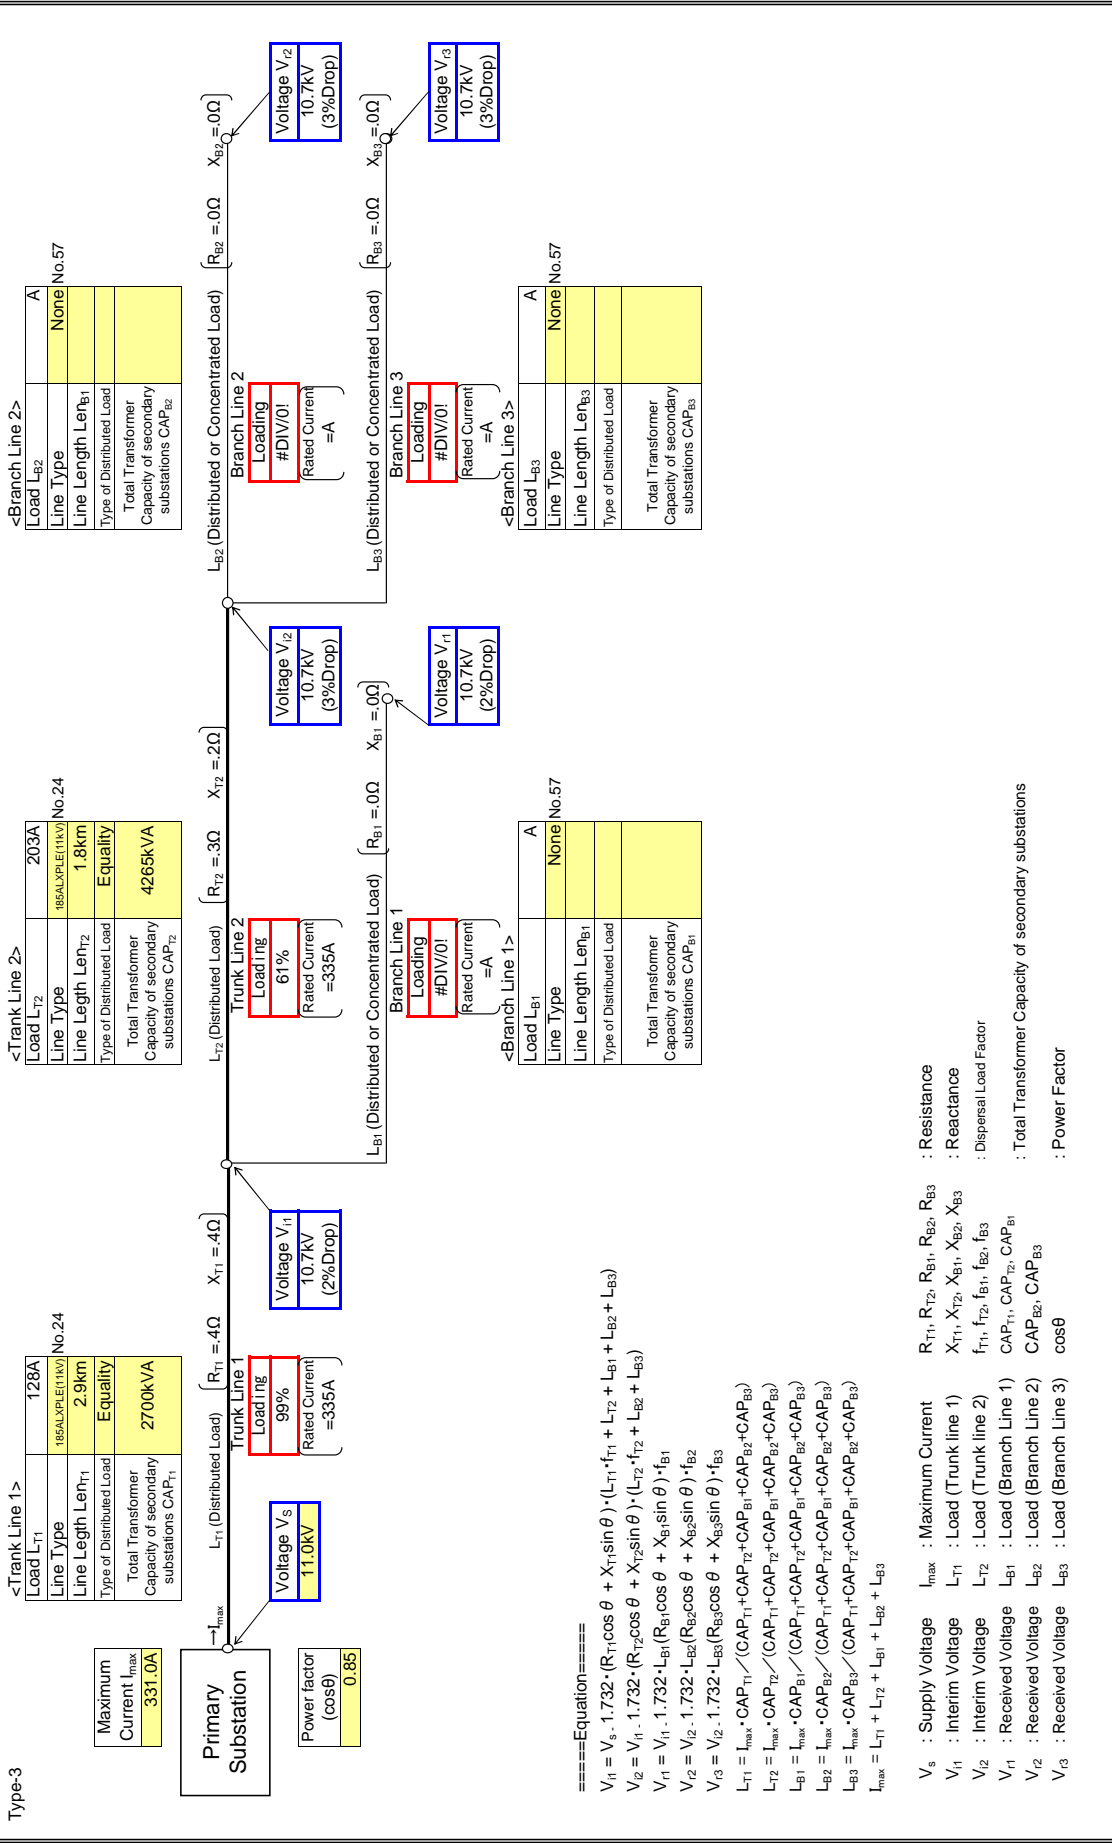 Type-3
<Trank Line 1>
Load LT1 128A
Line Type 185ALXPLE(11kV) No.24
Line Legth LenT1 2.9km
Type of Distributed Load Equality
Total Transformer
Capacity of secondary
substations CAPT1
2700kVA
<Trank Line 2>
Load LT2 203A
Line Type 185ALXPLE(11kV) No.24
Line Length LenT2 1.8km
Type of Distributed Load Equality
Total Transformer
Capacity of secondary
substations CAPT2
4265kVA
<Branch Line 2>
Load LB2 A
Line Type None No.57
Line Length LenB1
Type of Distributed Load
Total Transformer
Capacity of secondary
substations CAPB2
Maximum
Current Imax
331.0A
Primary
Substation
→Imax
Power factor
(cosθ)
0.85
Voltage VS
11.0kV
LT1 (Distributed Load)
RT1 =.4Ω XT1 =.4Ω
Trunk Line 1
Loading
99%
Rated Current
=335A
Voltage Vi1
10.7kV
(2%Drop)
LT2 (Distributed Load)
RT2 =.3Ω XT2 =.2Ω
Trunk Line 2
Loading
61%
Rated Current
=335A
Voltage Vi2
10.7kV
(3%Drop)
LB2 (Distributed or Concentrated Load)
RB2 =.0Ω XB2 =.0Ω
Branch Line 2
Loading
#DIV/0!
Rated Current
=A
Voltage Vr2
10.7kV
(3%Drop)
LB1 (Distributed or Concentrated Load)
RB1 =.0Ω XB1 =.0Ω
Branch Line 1
Loading
#DIV/0!
Rated Current
=A
Voltage Vr1
10.7kV
(2%Drop)
LB3 (Distributed or Concentrated Load)
RB3 =.0Ω XB3 =.0Ω
Branch Line 3
Loading
#DIV/0!
Rated Current
=A
Voltage Vr3
10.7kV
(3%Drop)
<Branch Line 1>
Load LB1 A
Line Type None No.57
Line Length LenB1
Type of Distributed Load
Total Transformer
Capacity of secondary
substations CAPB1
<Branch Line 3>
Load LB3 A
Line Type None No.57
Line Length LenB3
Type of Distributed Load
Total Transformer
Capacity of secondary
substations CAPB3
=====Equation=====
Vi1 = Vs - 1.732・(RT1cos θ + XT1sin θ)・(LT1・fT1 + LT2 + LB1 + LB2 + LB3)
Vi2 = Vi1 - 1.732・(RT2cos θ + XT2sin θ)・(LT2・fT2 + LB2 + LB3)
Vr1 = Vi1 - 1.732・LB1(RB1cos θ + XB1sin θ)・fB1
Vr2 = Vi2 - 1.732・LB2(RB2cos θ + XB2sin θ)・fB2
Vr3 = Vi2 - 1.732・LB3(RB3cos θ + XB3sin θ)・fB3
LT1 = Imax・CAPT1／(CAPT1+CAPT2+CAPB1+CAPB2+CAPB3)
LT2 = Imax・CAPT2／(CAPT1+CAPT2+CAPB1+CAPB2+CAPB3)
LB1 = Imax・CAPB1／(CAPT1+CAPT2+CAPB1+CAPB2+CAPB3)
LB2 = Imax・CAPB2／(CAPT1+CAPT2+CAPB1+CAPB2+CAPB3)
LB3 = Imax・CAPB3／(CAPT1+CAPT2+CAPB1+CAPB2+CAPB3)
Imax = LT1 + LT2 + LB1 + LB2 + LB3
Vs : Supply Voltage Imax : Maximum Current RT1, RT2, RB1, RB2, RB3 : Resistance
Vi1 : Interim Voltage LT1 : Load (Trunk line 1) XT1, XT2, XB1, XB2, XB3 : Reactance
Vi2 : Interim Voltage LT2 : Load (Trunk line 2) fT1, fT2, fB1, fB2, fB3 : Dispersal Load Factor
Vr1 : Received Voltage LB1 : Load (Branch Line 1) CAPT1, CAPT2, CAPB1
Vr2 : Received Voltage LB2 : Load (Branch Line 2) CAPB2, CAPB3 : Total Transformer Capacity of secondary substations
Vr3 : Received Voltage LB3 : Load (Branch Line 3) cosθ : Power Factor